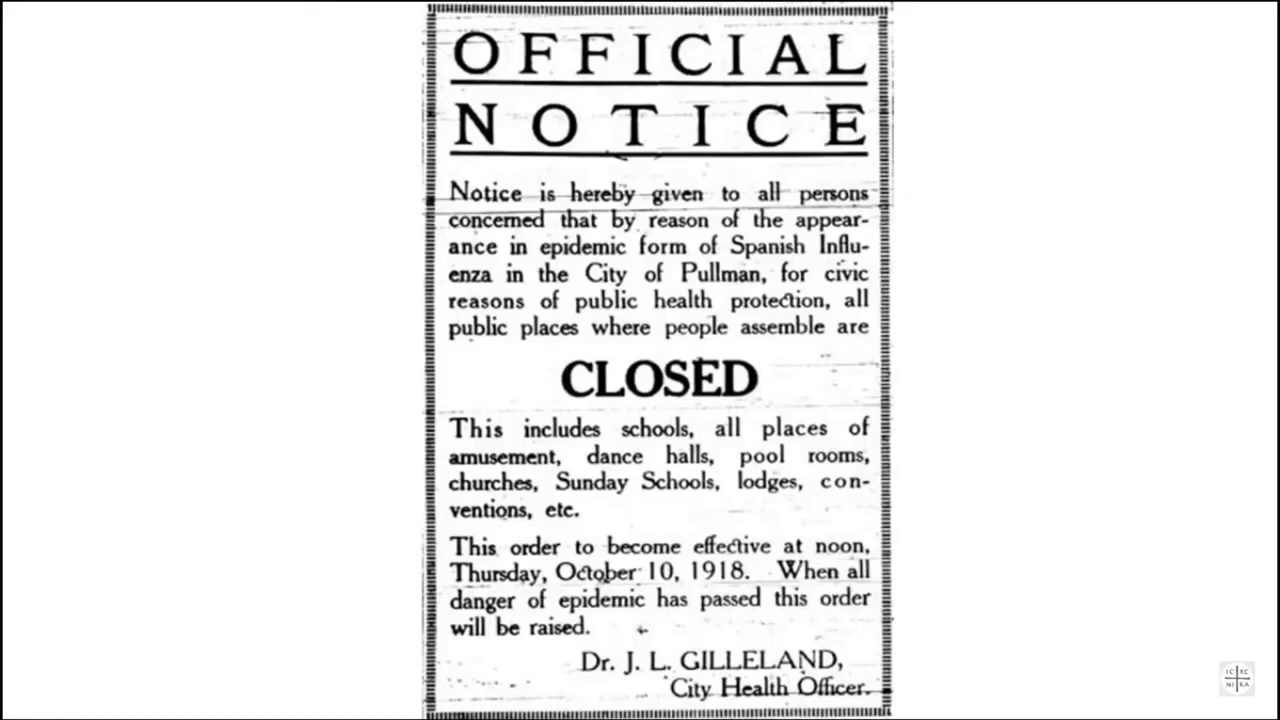 OFFICIAL
NOTICE
Notice is hereby given to all persons
concerned that by reason of the appear-
ance in epidemic form of Spanish Influ-
enza in the City of Pullman, for civic
reasons of public health protection, all
public places where people assemble are
CLOSED
This includes schools, all places of
amusement, dance halls, pool rooms,
churches, Sunday Schools, lodges, con-
ventions, etc.
This order to become effective at noon,
Thursday, October 10, 1918. When all
danger of epidemic has passed this order
will be raised.
Dr. J. L. GILLELAND,
City Health Officer.
IC XC
NI KA